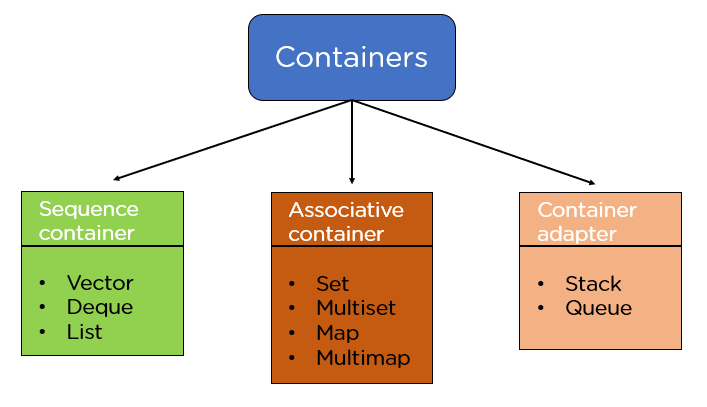 Containers
Sequence
container
• Vector
• Deque
• List
Associative
container
• Set
• Multiset
• Map
• Multimap
Container
adapter
• Stack
• Queue